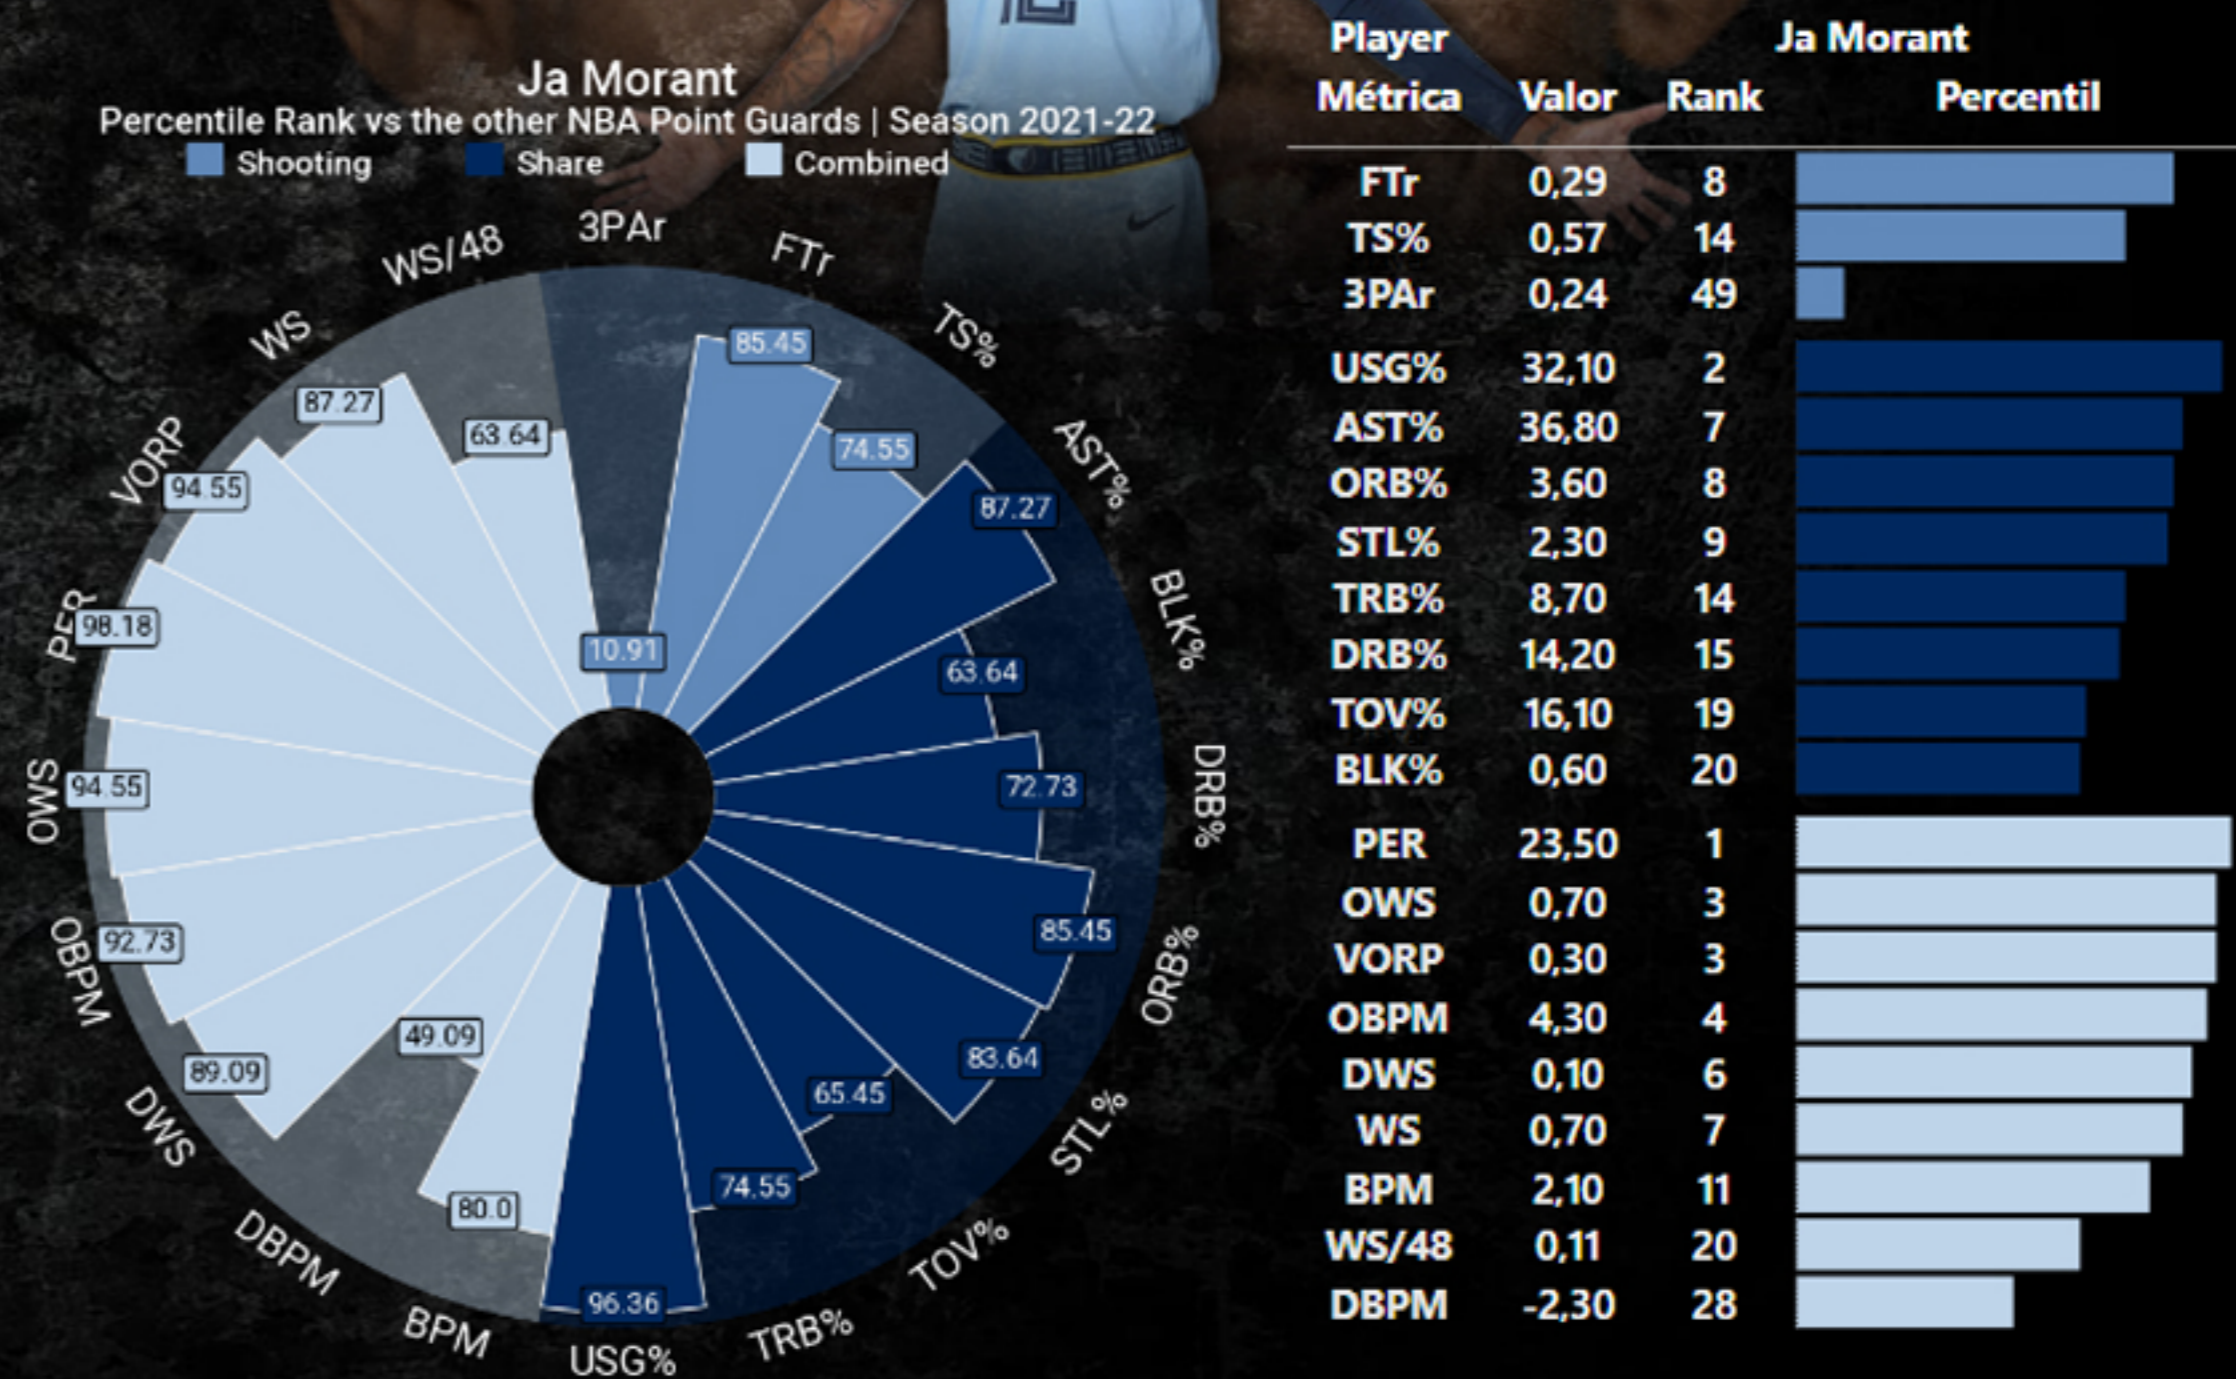 Ja Morant
Percentile Rank vs the other NBA Point Guards | Season 2021-22
Shooting Share Combined
3PAr
FTr
TS%
AST%
BLK%
DRB%
ORB%
STL%
TOV%
TRB%
USG%
BPM
DBPM
DWS
OBPM
OWS
PER
VORP
WS
WS/48
10.91
85.45
74.55
87.27
63.64
72.73
85.45
83.64
65.45
74.55
96.36
80.0
49.09
89.09
92.73
94.55
98.18
94.55
87.27
63.64
Player Ja Morant
Métrica Valor Rank Percentil
FTr 0,29 8
TS% 0,57 14
3PAr 0,24 49
USG% 32,10 2
AST% 36,80 7
ORB% 3,60 8
STL% 2,30 9
TRB% 8,70 14
DRB% 14,20 15
TOV% 16,10 19
BLK% 0,60 20
PER 23,50 1
OWS 0,70 3
VORP 0,30 3
OBPM 4,30 4
DWS 0,10 6
WS 0,70 7
BPM 2,10 11
WS/48 0,11 20
DBPM -2,30 28